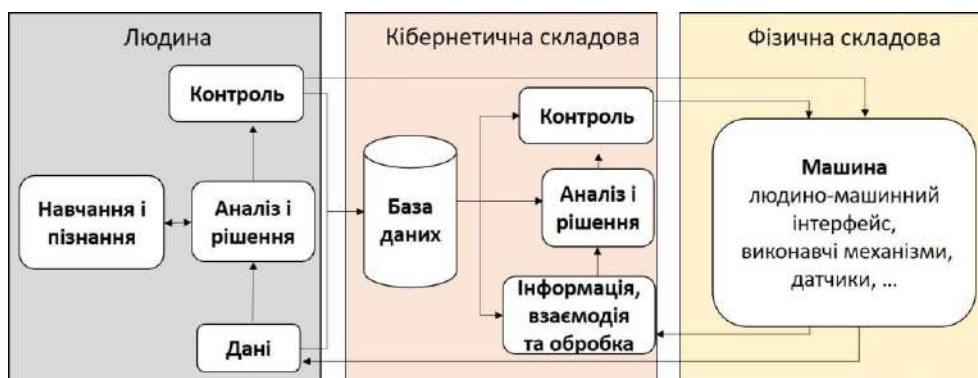 Людина
Контроль
Навчання і
пізнання
Аналіз і
рішення
Дані
Кібернетична складова
Контроль
База
даних
Аналіз і
рішення
Інформація,
взаємодія
та обробка
Фізична складова
Машина
людино-машинний
інтерфейс,
виконавчі механізми,
датчики, ...